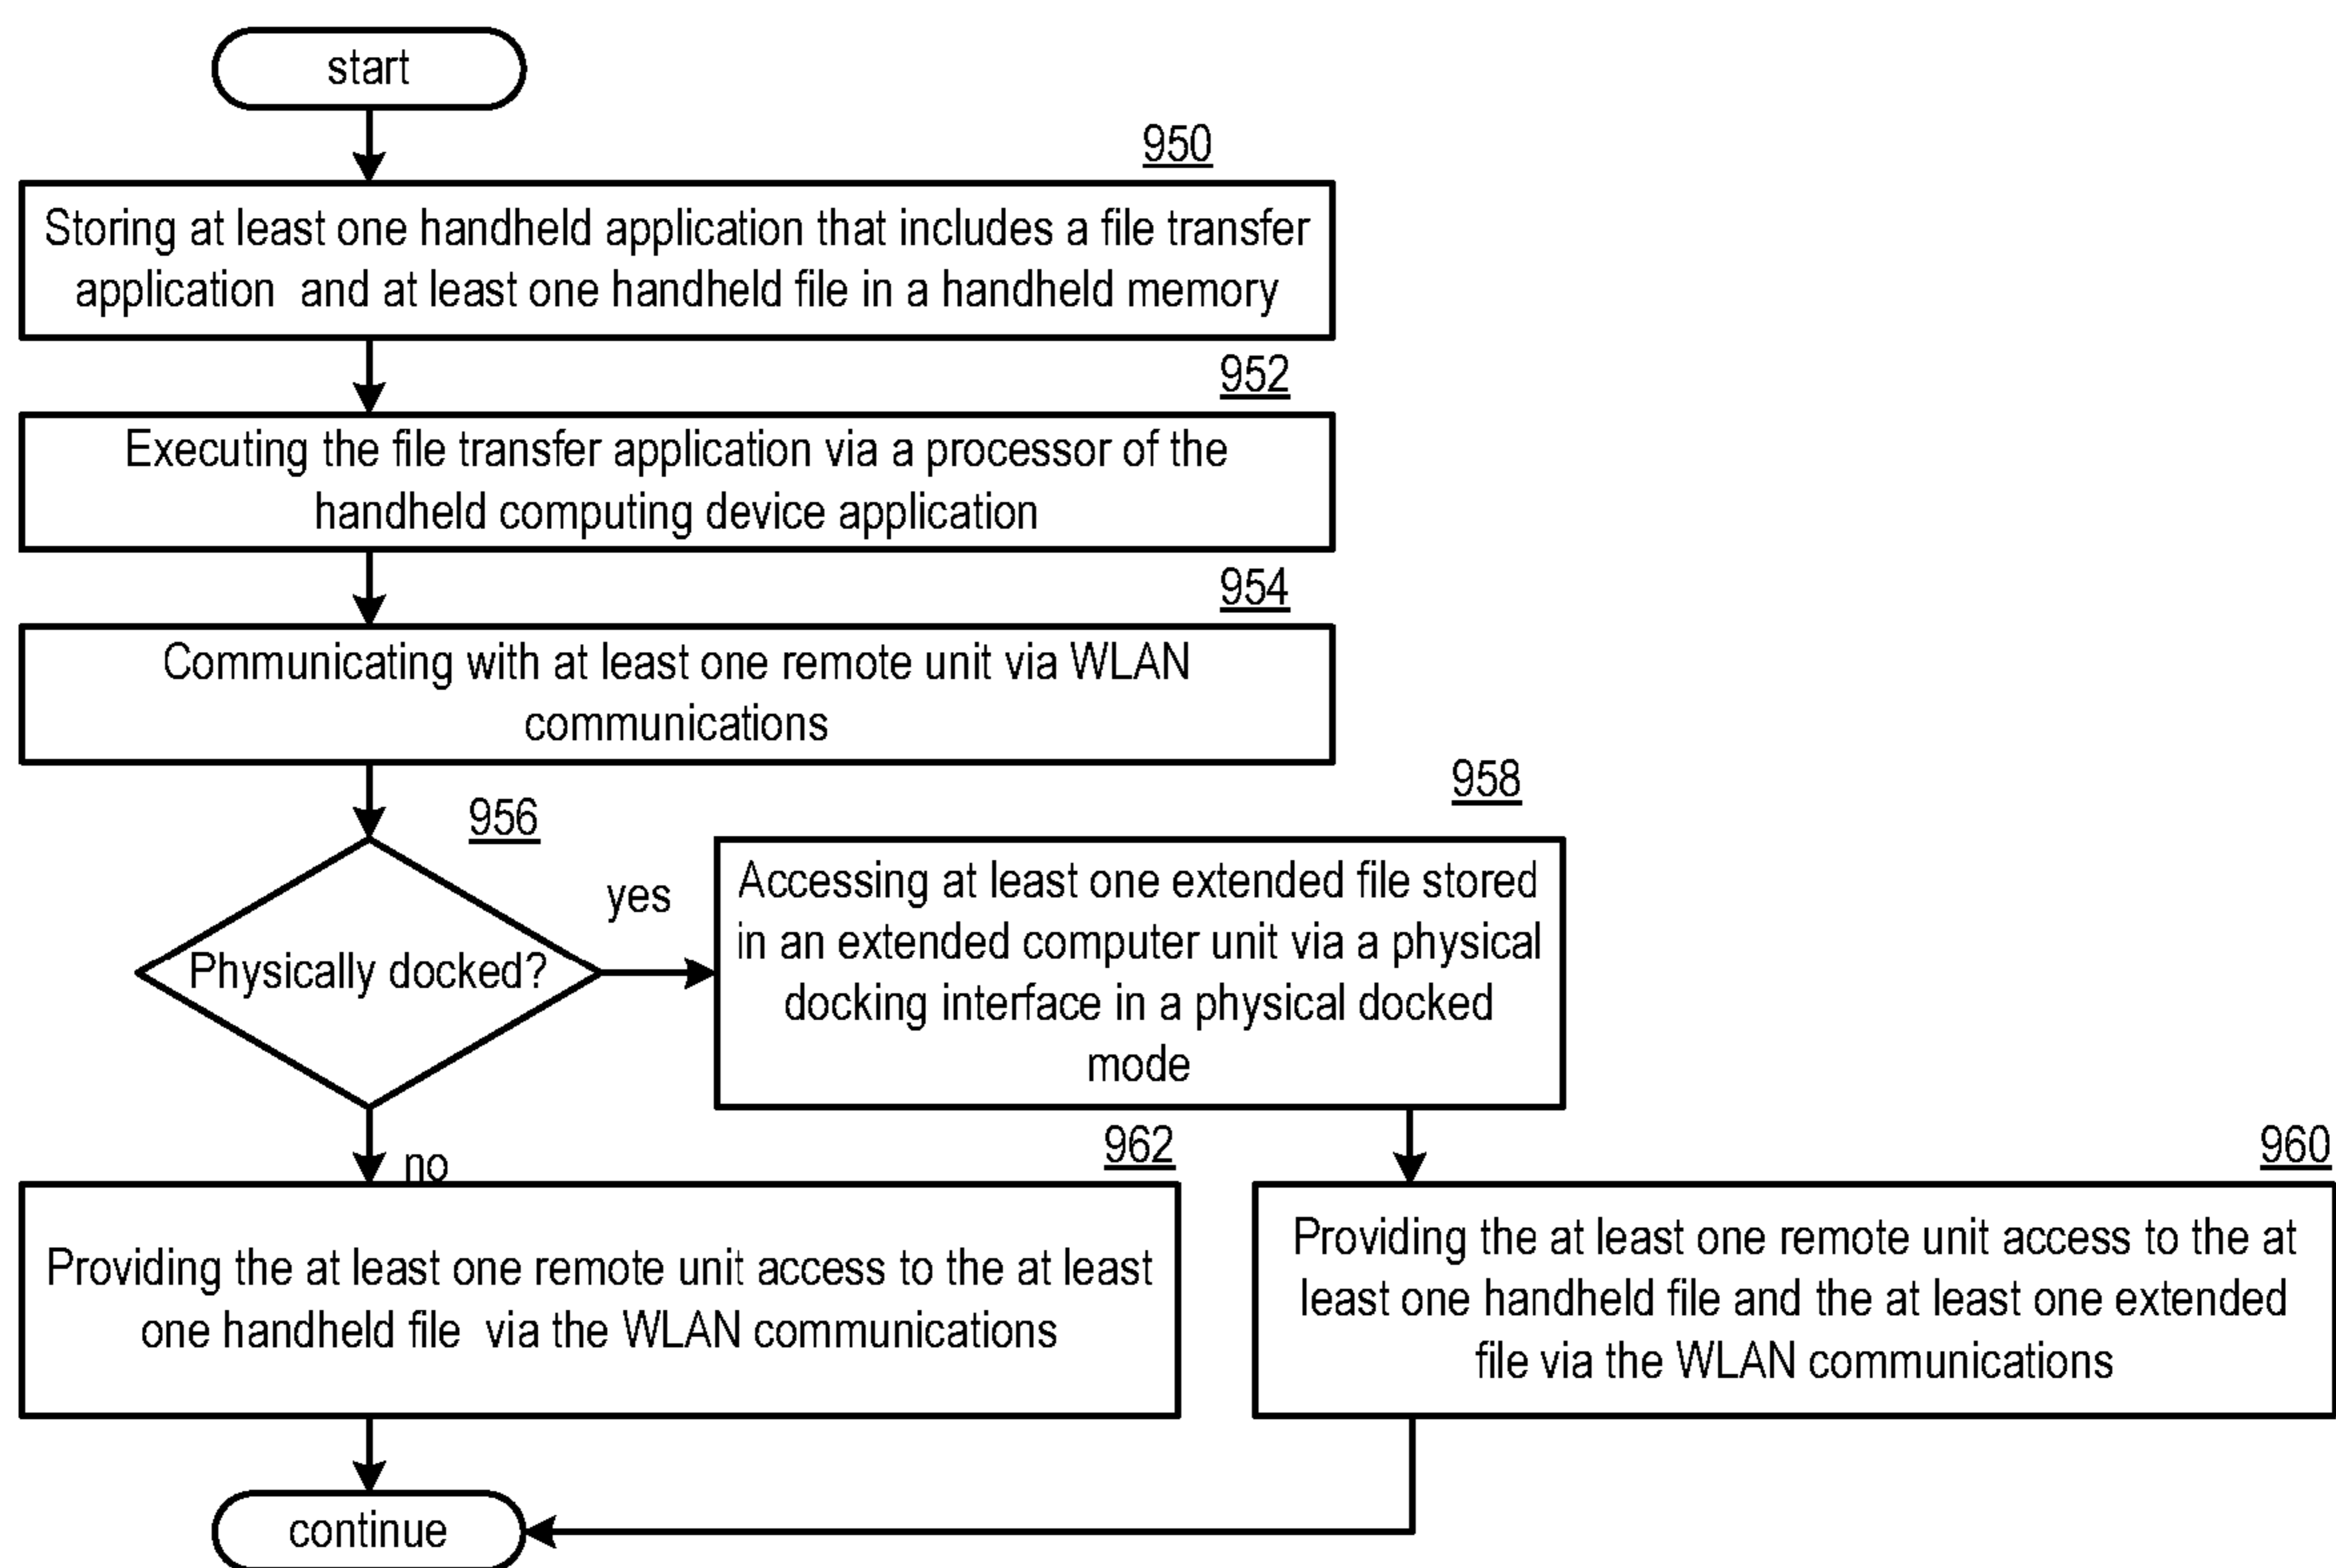 start
950
Storing at least one handheld application that includes a file transfer
application and at least one handheld file in a handheld memory
952
Executing the file transfer application via a processor of the
handheld computing device application
954
Communicating with at least one remote unit via WLAN
communications
956
Physically docked?
yes
958
Accessing at least one extended file stored
in an extended computer unit via a physical
docking interface in a physical docked
mode
no
962
Providing the at least one remote unit access to the at least
one handheld file via the WLAN communications
960
Providing the at least one remote unit access to the at
least one handheld file and the at least one extended
file via the WLAN communications
continue